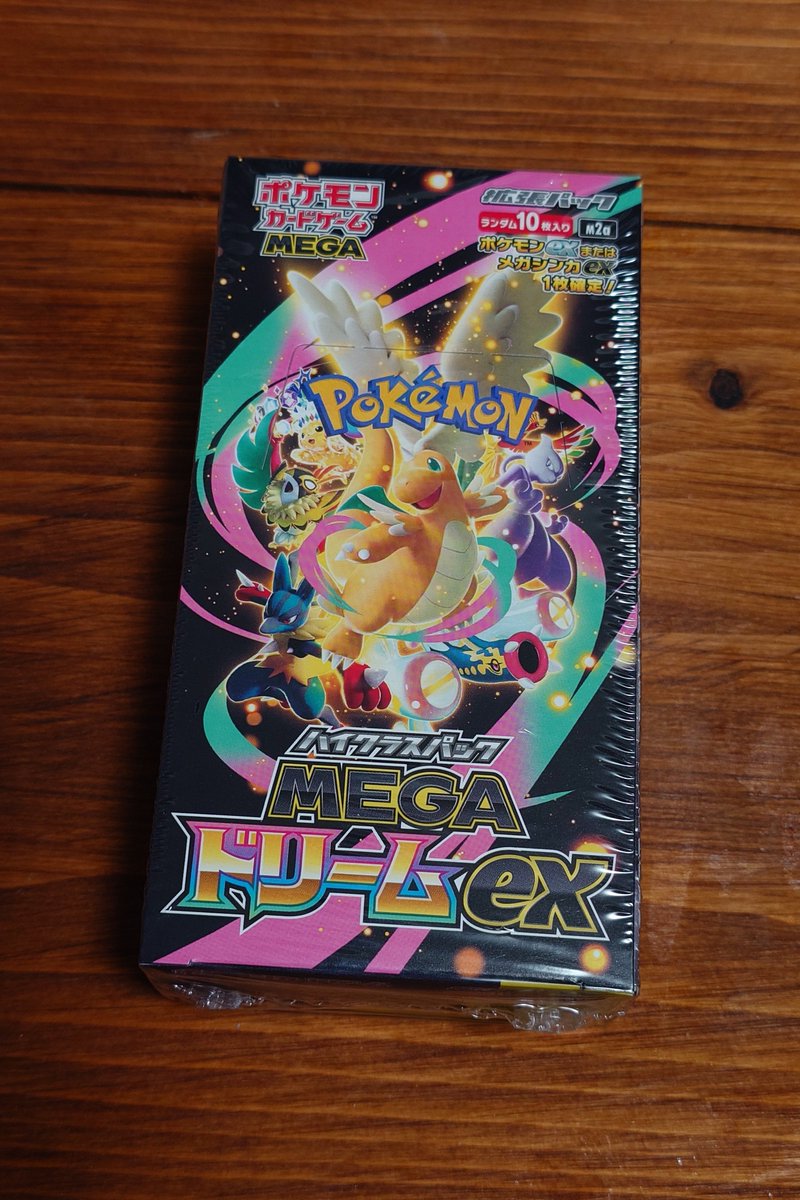 ポケモン
カードゲーム
MEGA
拡張パック
ランダム10枚入り
M2a
ポケモンexまたは
メガシンカex
1枚確定!
POKÉMON
TM
ハイクラスパック
MEGA
ドリームex